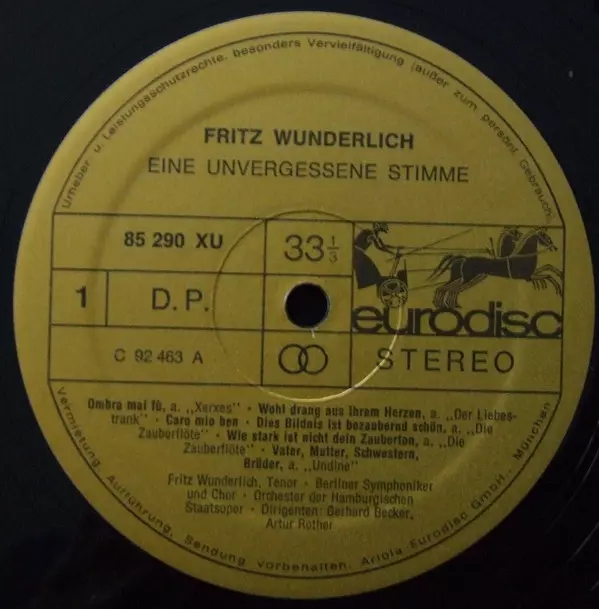 Urheber u. Leistungsschutzrechte, besonders Vervielfältigung (außer zum pers. Gebrauch),
FRITZ WUNDERLICH
EINE UNVERGESSENE STIMME
85 290 XU
33 1/3
1
D.P.
eurodisc
C 92 463 A
STEREO
Ombra mai fù, a. „Xerxes" · Wohl drang aus ihrem Herzen, a. „Der Liebes-
trank" · Caro mio ben · Dies Bildnis ist bezaubernd schön, a. „Die
Zauberflöte" · Wie stark ist nicht dein Zauberton, a. „Die
Zauberflöte" · Vater, Mutter, Schwestern,
Brüder, a. „Undine"
Fritz Wunderlich, Tenor · Berliner Symphoniker
und Chor · Orchester der Hamburgischen
Staatsoper · Dirigenten: Gerhard Becker,
Artur Rother
Vermietung, Aufführung, Sendung vorbehalten. Ariola Eurodisc GmbH., München